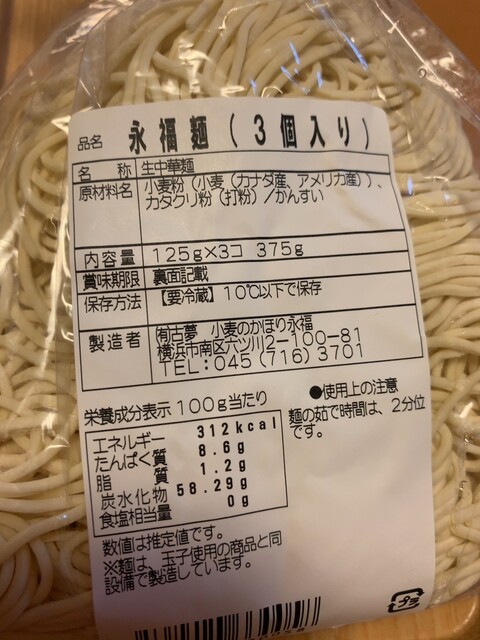 品名 永福麺(3個入り)
名 称 生中華麺
原材料名 小麦粉(小麦(カナダ産、アメリカ産))、
カタクリ粉(打粉)/かんすい
内容量 125g×3コ 375g
賞味期限 裏面記載
保存方法 【要冷蔵】10℃以下で保存
製造者 ㈲古夢 小麦のかほり永福
横浜市南区六ツ川2-100-81
TEL:045(716)3701
栄養成分表示100g当たり
エネルギー 312kcal
たんぱく質 8.6g
脂 質 1.2g
炭水化物 58.29g
食塩相当量 0g
●使用上の注意
麺の茹で時間は、2分位
です。
数値は推定値です。
※麺は、玉子使用の商品と同
設備で製造しています。
プラ